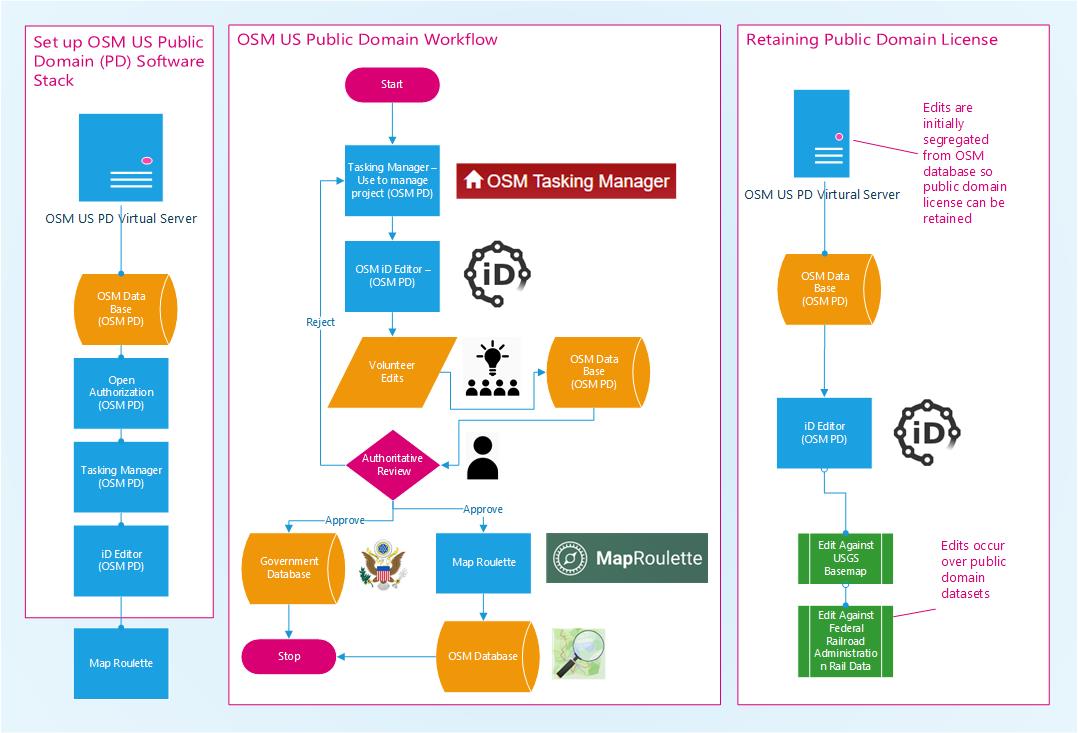 Set up OSM US Public
Domain (PD) Software
Stack
OSM US PD Virtual Server
OSM Data
Base
(OSM PD)
Open
Authorization
(OSM PD)
Tasking Manager
(OSM PD)
iD Editor
(OSM PD)
Map Roulette
OSM US Public Domain Workflow
Start
Tasking Manager –
Use to manage
project (OSM PD)
OSM Tasking Manager
OSM iD Editor –
(OSM PD)
iD
Reject
Volunteer
Edits
OSM Data
Base
(OSM PD)
Authoritative
Review
Approve
Approve
Government
Database
Map Roulette
MapRoulette
Stop
OSM Database
Retaining Public Domain License
OSM US PD Virtural Server
Edits are
initially
segregated
from OSM
database so
public domain
license can be
retained
OSM Data
Base
(OSM PD)
iD Editor
(OSM PD)
iD
Edit Against
USGS
Basemap
Edits occur
over public
domain
datasets
Edit Against
Federal
Railroad
Administratio
n Rail Data